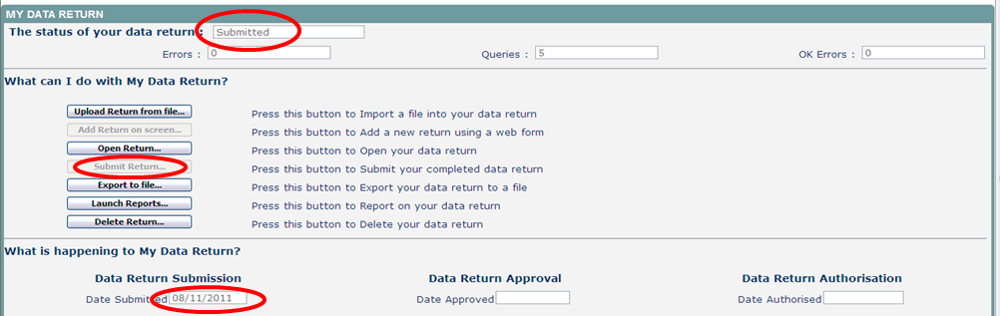 MY DATA RETURN
The status of your data return : Submitted
Errors : 0 Queries : 5 OK Errors : 0
What can I do with My Data Return?
Upload Return from file... Press this button to Import a file into your data return
Add Return on screen... Press this button to Add a new return using a web form
Open Return... Press this button to Open your data return
Submit Return... Press this button to Submit your completed data return
Export to file... Press this button to Export your data return to a file
Launch Reports... Press this button to Report on your data return
Delete Return... Press this button to Delete your data return
What is happening to My Data Return?
Data Return Submission Data Return Approval Data Return Authorisation
Date Submitted 08/11/2011 Date Approved Date Authorised